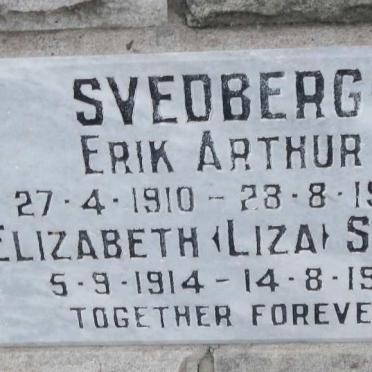 SVEDBERG
ERIK ARTHUR
27·4·1910 - 28·8·19
ELIZABETH (LIZA) S
5·9·1914 - 14·8·19
TOGETHER FOREVE